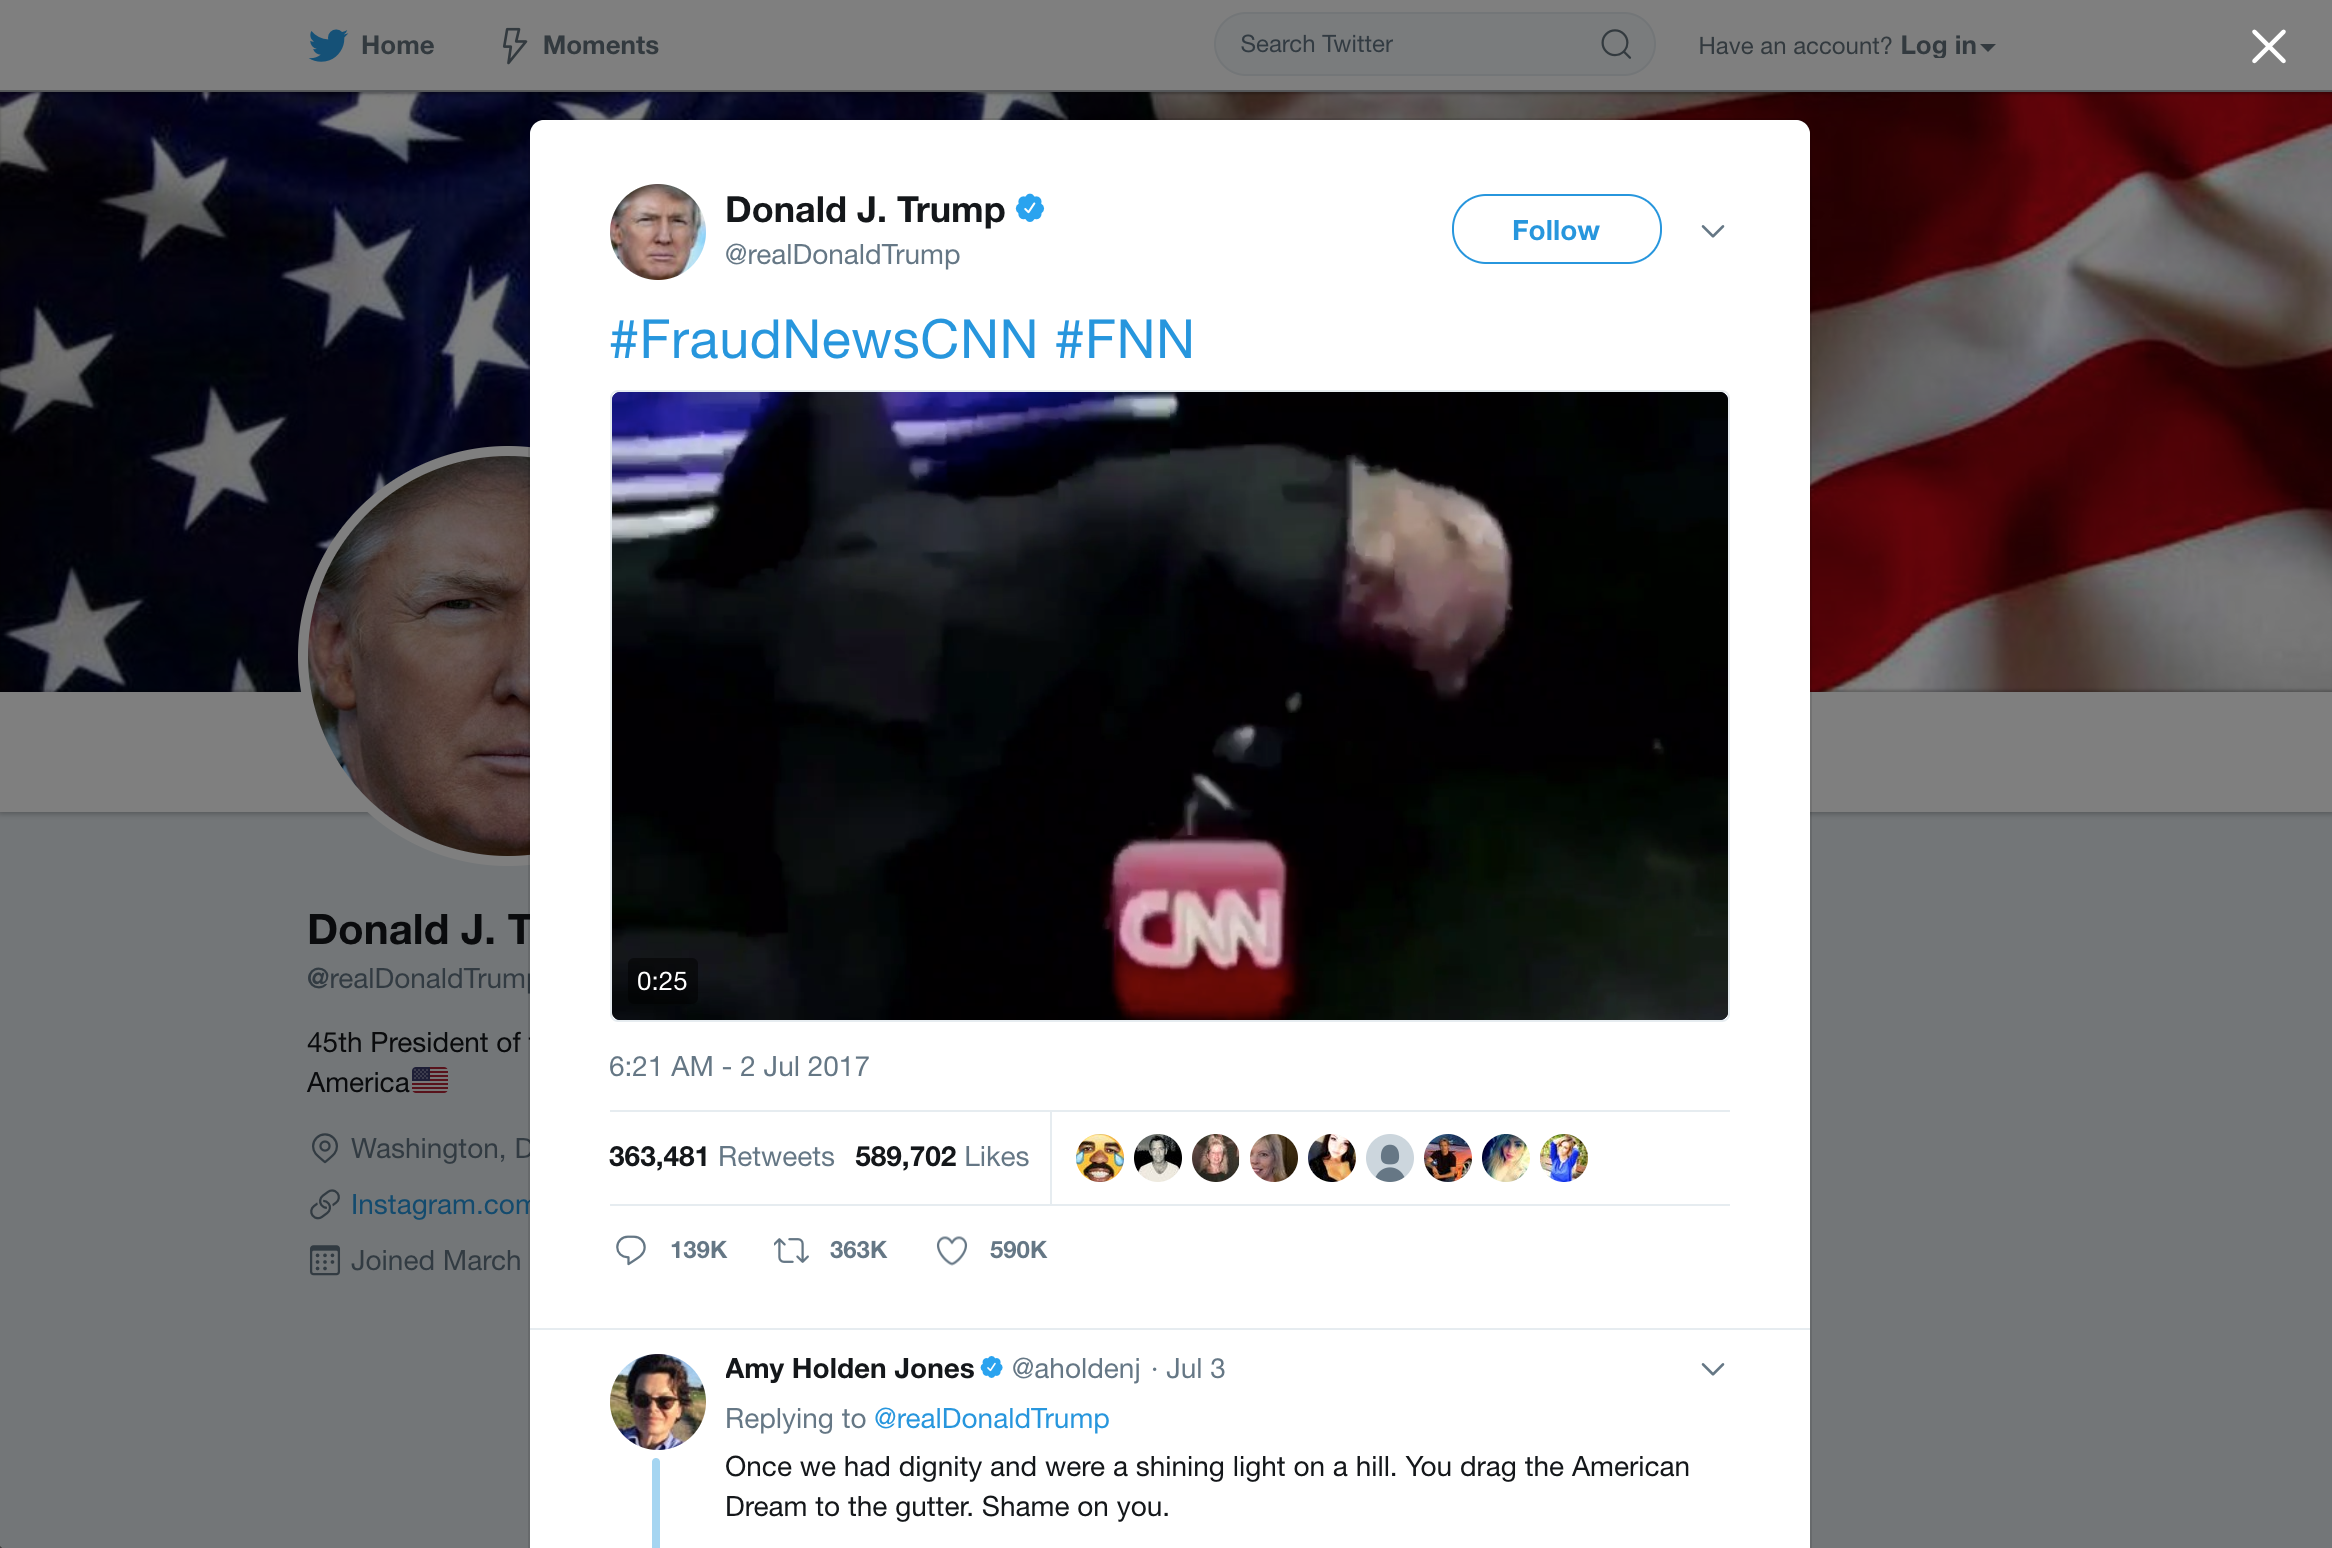 Home
Moments
Search Twitter
Have an account? Log in
Donald J. Trump
@realDonaldTrump
Follow
#FraudNewsCNN #FNN
CNN
0:25
6:21 AM - 2 Jul 2017
363,481 Retweets 589,702 Likes
139K 363K 590K
Amy Holden Jones @aholdenj · Jul 3
Replying to @realDonaldTrump
Once we had dignity and were a shining light on a hill. You drag the American
Dream to the gutter. Shame on you.
Donald J. T
@realDonaldTrump
45th President of
America
Washington, D
Instagram.com
Joined March